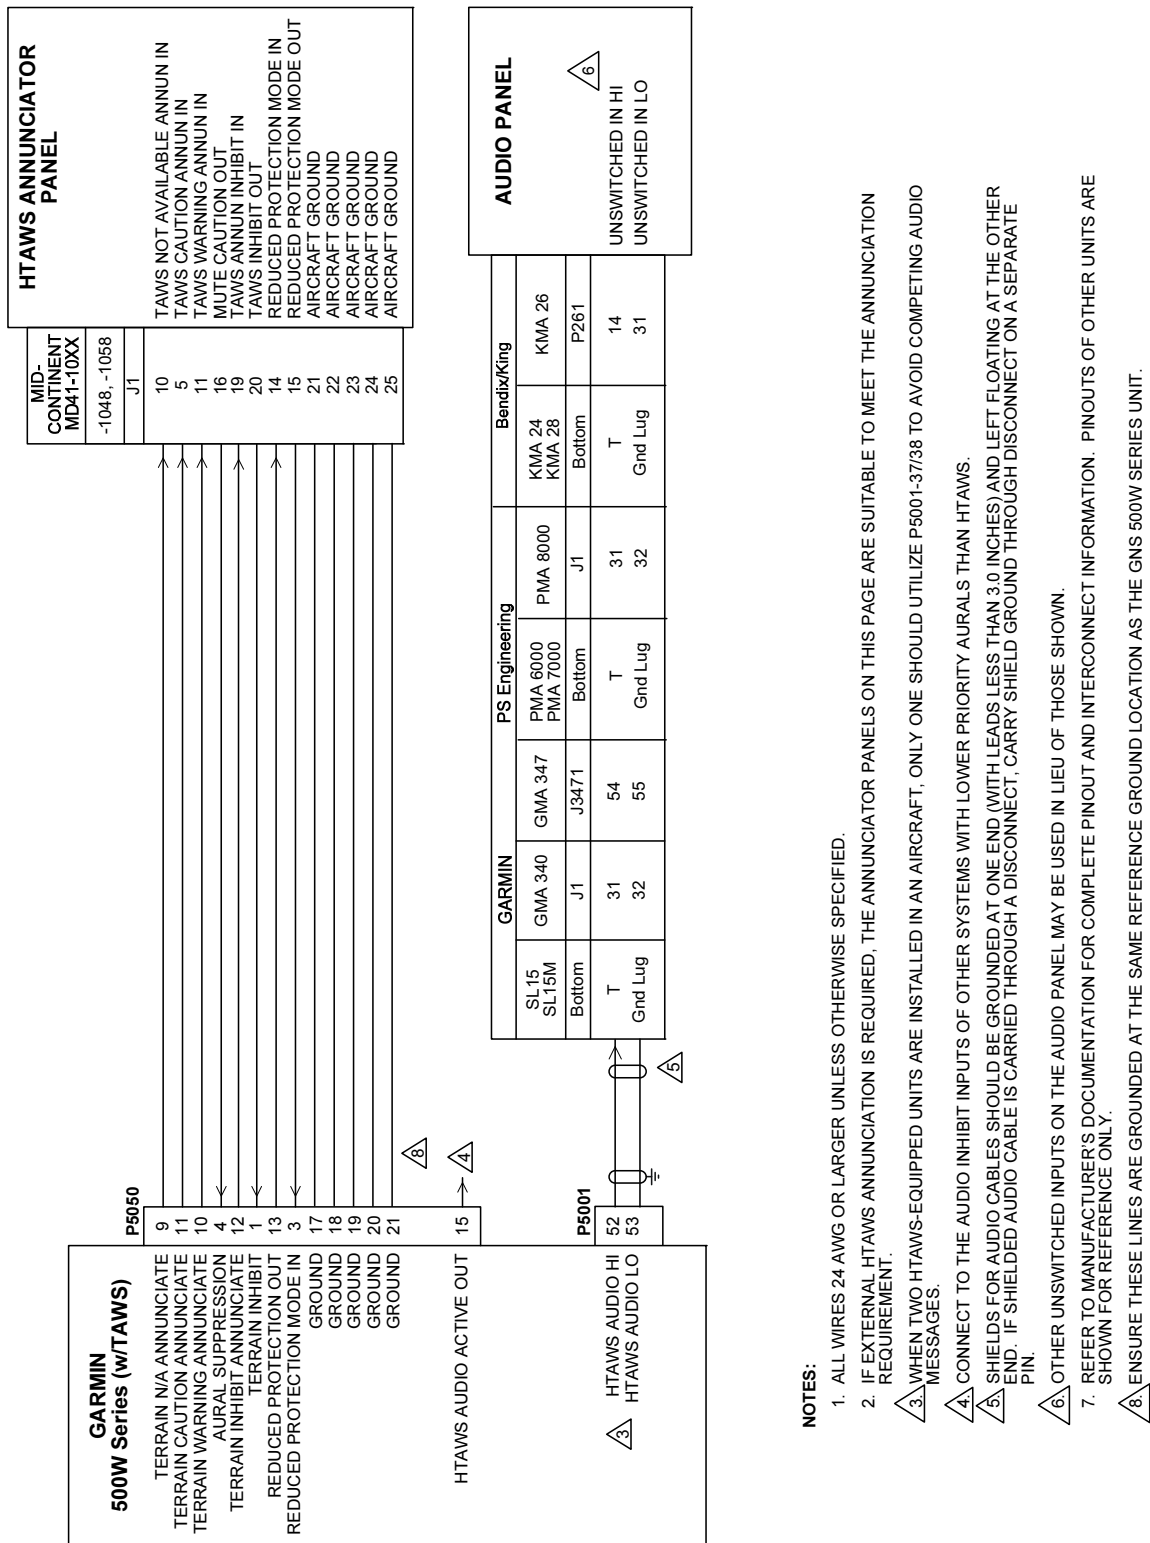 GARMIN
500W Series (w/TAWS)
P5050
TERRAIN N/A ANNUNCIATE 9
TERRAIN CAUTION ANNUNCIATE 11
TERRAIN WARNING ANNUNCIATE 10
AURAL SUPPRESSION 4
TERRAIN INHIBIT ANNUNCIATE 12
TERRAIN INHIBIT 1
REDUCED PROTECTION OUT 13
REDUCED PROTECTION MODE IN 3
GROUND 17
GROUND 18
GROUND 19
GROUND 20
GROUND 21
8
HTAWS AUDIO ACTIVE OUT 15
4
P5001
3
HTAWS AUDIO HI 52
HTAWS AUDIO LO 53
5
HTAWS ANNUNCIATOR
PANEL
MID-
CONTINENT
MD41-10XX
-1048, -1058
J1
10 TAWS NOT AVAILABLE ANNUN IN
5 TAWS CAUTION ANNUN IN
11 TAWS WARNING ANNUN IN
16 MUTE CAUTION OUT
19 TAWS ANNUN INHIBIT IN
20 TAWS INHIBIT OUT
14 REDUCED PROTECTION MODE IN
15 REDUCED PROTECTION MODE OUT
21 AIRCRAFT GROUND
22 AIRCRAFT GROUND
23 AIRCRAFT GROUND
24 AIRCRAFT GROUND
25 AIRCRAFT GROUND
GARMIN PS Engineering Bendix/King
SL15
SL15M
GMA 340
GMA 347
PMA 6000
PMA 7000
PMA 8000
KMA 24
KMA 28
KMA 26
Bottom J1 J3471 Bottom J1 Bottom P261
T 31 54 T 31 T 14
Gnd Lug 32 55 Gnd Lug 32 Gnd Lug 31
AUDIO PANEL
6
UNSWITCHED IN HI
UNSWITCHED IN LO
NOTES:
1. ALL WIRES 24 AWG OR LARGER UNLESS OTHERWISE SPECIFIED.
2. IF EXTERNAL HTAWS ANNUNCIATION IS REQUIRED, THE ANNUNCIATOR PANELS ON THIS PAGE ARE SUITABLE TO MEET THE ANNUNCIATION
REQUIREMENT.
3. WHEN TWO HTAWS-EQUIPPED UNITS ARE INSTALLED IN AN AIRCRAFT, ONLY ONE SHOULD UTILIZE P5001-37/38 TO AVOID COMPETING AUDIO
MESSAGES.
4. CONNECT TO THE AUDIO INHIBIT INPUTS OF OTHER SYSTEMS WITH LOWER PRIORITY AURALS THAN HTAWS.
5. SHIELDS FOR AUDIO CABLES SHOULD BE GROUNDED AT ONE END (WITH LEADS LESS THAN 3.0 INCHES) AND LEFT FLOATING AT THE OTHER
END. IF SHIELDED AUDIO CABLE IS CARRIED THROUGH A DISCONNECT, CARRY SHIELD GROUND THROUGH DISCONNECT ON A SEPARATE
PIN.
6. OTHER UNSWITCHED INPUTS ON THE AUDIO PANEL MAY BE USED IN LIEU OF THOSE SHOWN.
7. REFER TO MANUFACTURER'S DOCUMENTATION FOR COMPLETE PINOUT AND INTERCONNECT INFORMATION. PINOUTS OF OTHER UNITS ARE
SHOWN FOR REFERENCE ONLY.
8. ENSURE THESE LINES ARE GROUNDED AT THE SAME REFERENCE GROUND LOCATION AS THE GNS 500W SERIES UNIT.